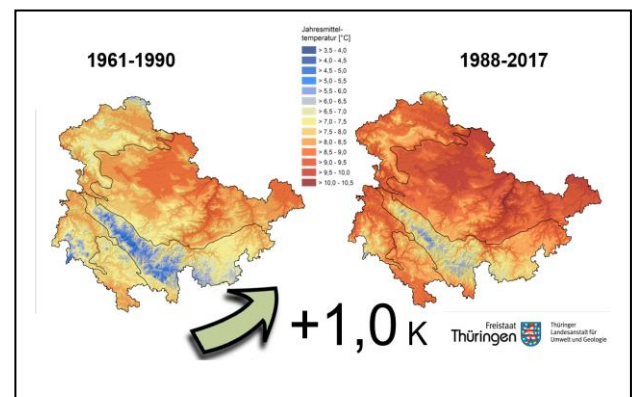 Jahresmittel-
temperatur [°C]
1961-1990
1988-2017
> 3,5 - 4,0
> 4,0 - 4,5
> 4,5 - 5,0
> 5,0 - 5,5
> 5,5 - 6,0
> 6,0 - 6,5
> 6,5 - 7,0
> 7,0 - 7,5
> 7,5 - 8,0
> 8,0 - 8,5
> 8,5 - 9,0
> 9,0 - 9,5
> 9,5 - 10,0
> 10,0 - 10,5
+1,0 K
Freistaat
Thüringen
Thüringer
Landesanstalt für
Umwelt und Geologie